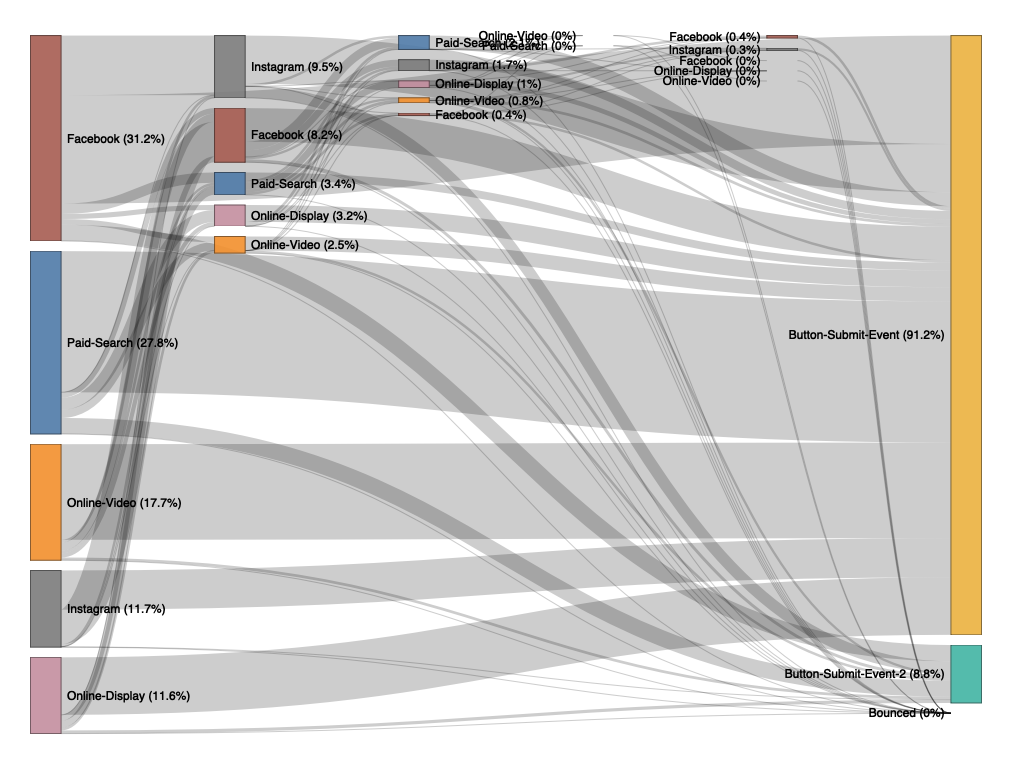 Facebook (31.2%)
Paid-Search (27.8%)
Online-Video (17.7%)
Instagram (11.7%)
Online-Display (11.6%)
Instagram (9.5%)
Facebook (8.2%)
Paid-Search (3.4%)
Online-Display (3.2%)
Online-Video (2.5%)
Paid-Search
Instagram (1.7%)
Online-Display (1%)
Online-Video (0.8%)
Facebook (0.4%)
Online-Video (0%)
Paid-Search (0%)
Facebook (0.4%)
Instagram (0.3%)
Facebook (0%)
Online-Display (0%)
Online-Video (0%)
Button-Submit-Event (91.2%)
Button-Submit-Event-2 (8.8%)
Bounced (0%)